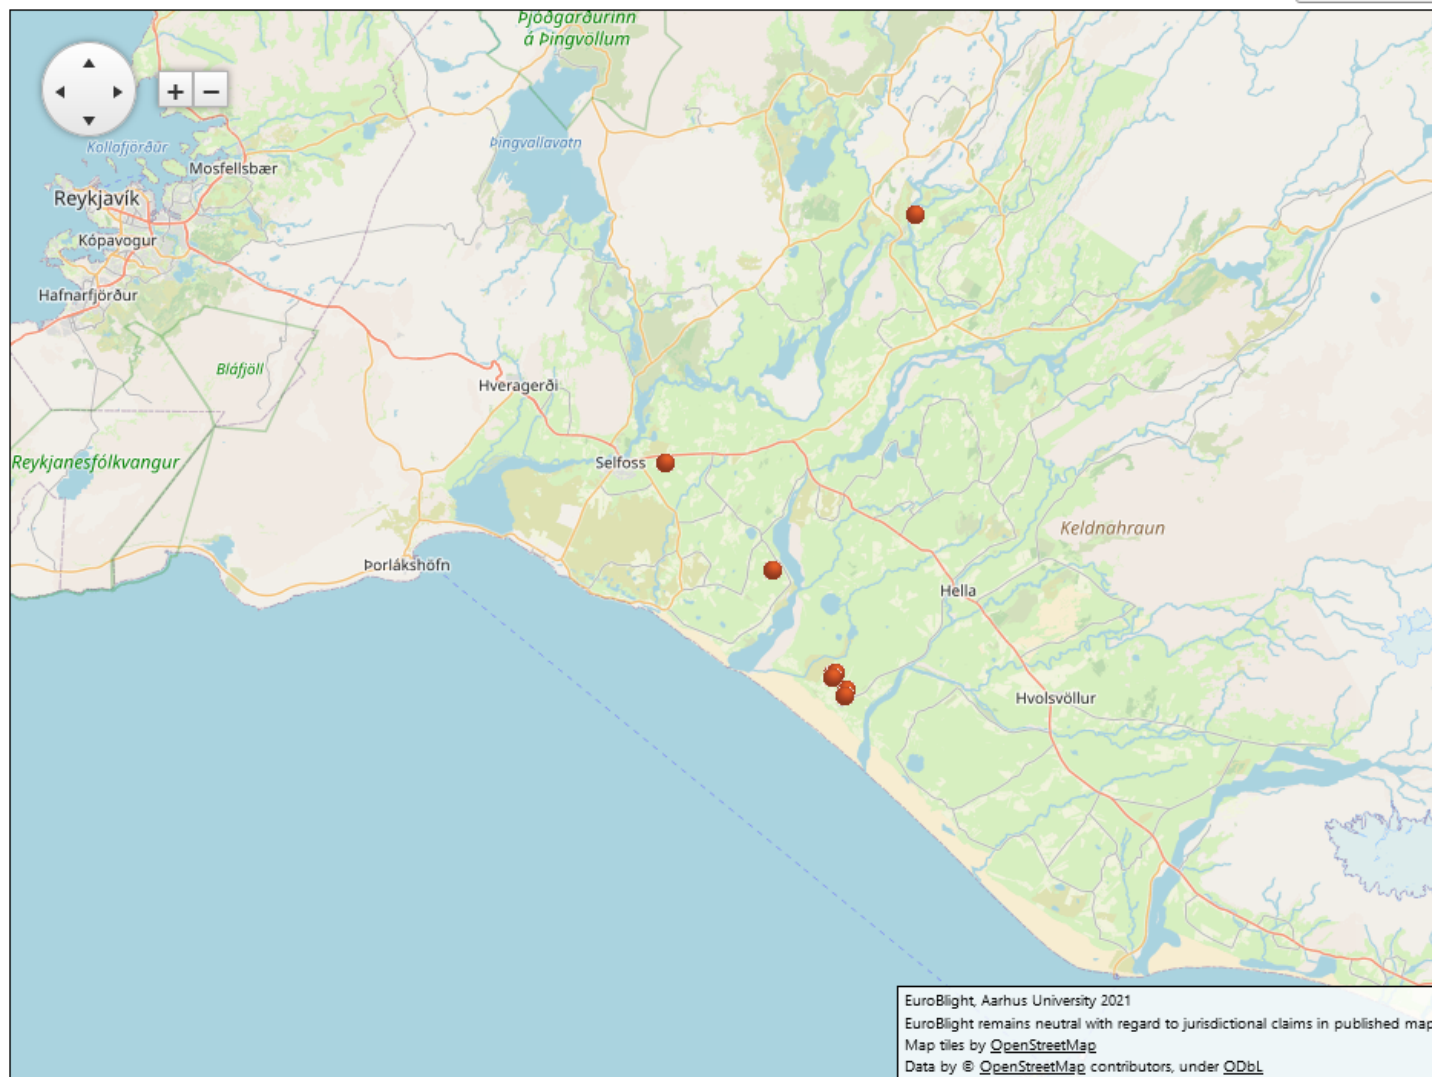 Þjóðgarðurinn
á Þingvöllum
+ −
Kollafjörður
Þingvallavatn
Mosfellsbær
Reykjavík
Kópavogur
Hafnarfjörður
Bláfjöll
Hveragerði
Reykjanesfólkvangur
Selfoss
Keldnahraun
Þorlákshöfn
Hella
Hvolsvöllur
EuroBlight, Aarhus University 2021
EuroBlight remains neutral with regard to jurisdictional claims in published map
Map tiles by OpenStreetMap
Data by © OpenStreetMap contributors, under ODbL